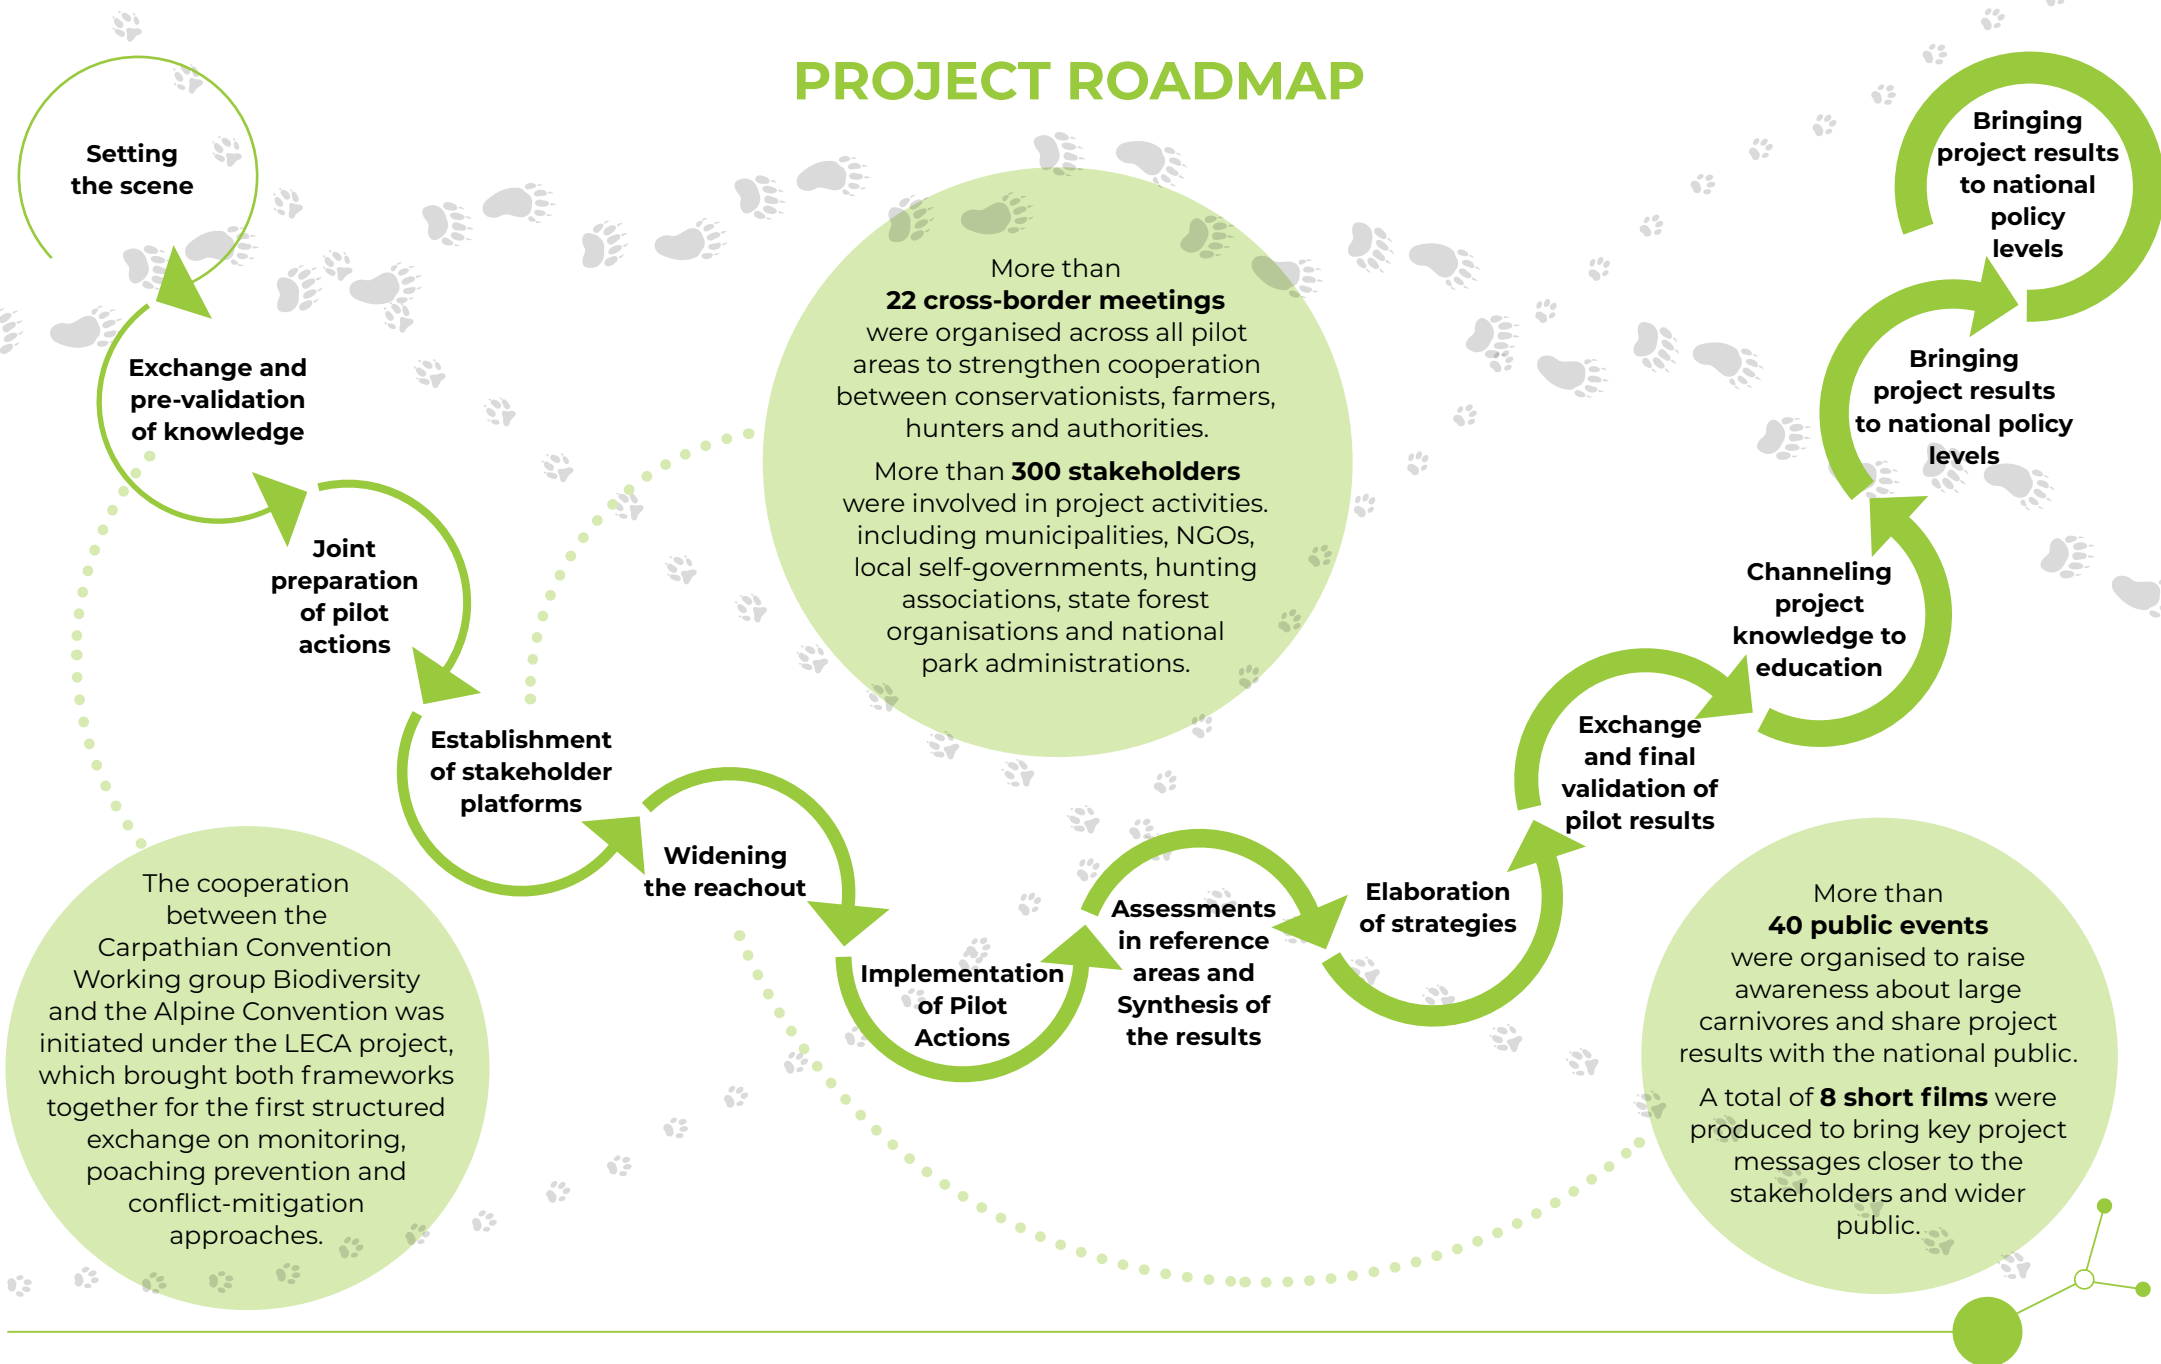 PROJECT ROADMAP
Setting
the scene
Exchange and
pre-validation
of knowledge
Joint
preparation
of pilot
actions
Establishment
of stakeholder
platforms
Widening
the reachout
Implementation
of Pilot
Actions
Assessments
in reference
areas and
Synthesis of
the results
Elaboration
of strategies
Exchange
and final
validation of
pilot results
Channeling
project
knowledge to
education
Bringing
project results
to national policy
levels
Bringing
project results
to national
policy
levels
More than
22 cross-border meetings
were organised across all pilot
areas to strengthen cooperation
between conservationists, farmers,
hunters and authorities.
More than 300 stakeholders
were involved in project activities.
including municipalities, NGOs,
local self-governments, hunting
associations, state forest
organisations and national
park administrations.
The cooperation
between the
Carpathian Convention
Working group Biodiversity
and the Alpine Convention was
initiated under the LECA project,
which brought both frameworks
together for the first structured
exchange on monitoring,
poaching prevention and
conflict-mitigation
approaches.
More than
40 public events
were organised to raise
awareness about large
carnivores and share project
results with the national public.
A total of 8 short films were
produced to bring key project
messages closer to the
stakeholders and wider
public.